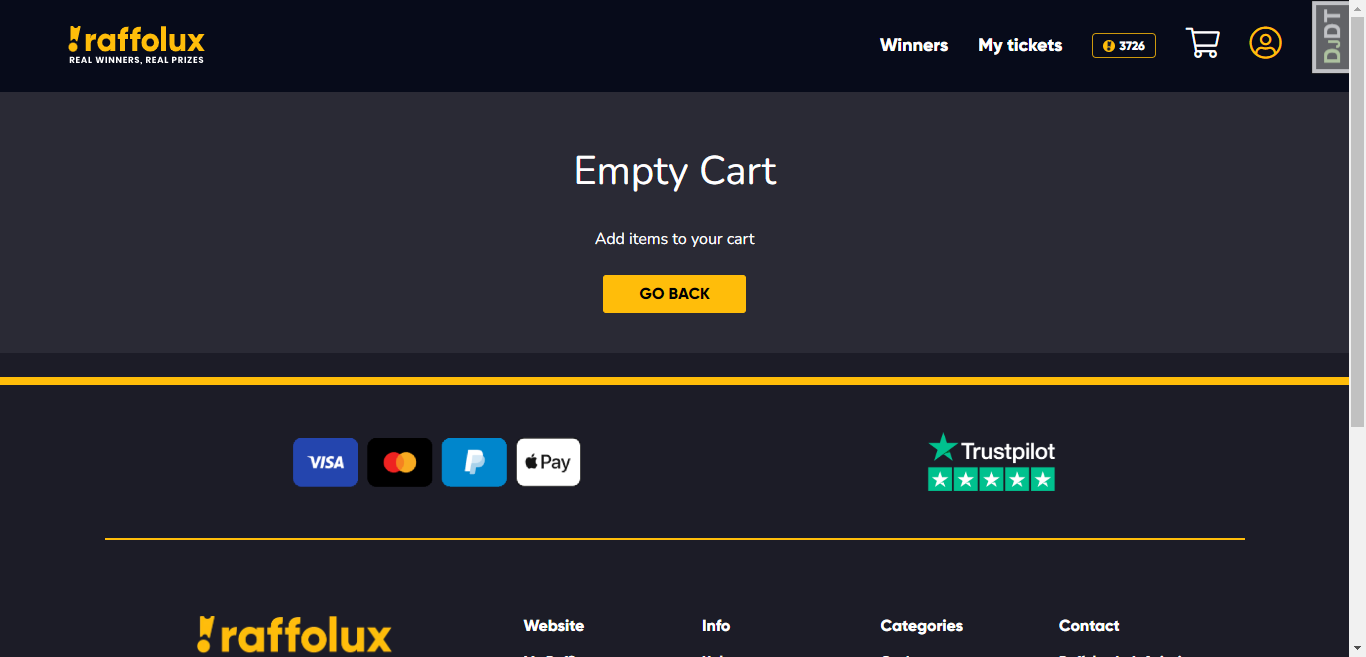 raffolux
REAL WINNERS, REAL PRIZES
Winners
My tickets
3726
DJDT
Empty Cart
Add items to your cart
GO BACK
VISA
Pay
Trustpilot
raffolux
Website
Info
Categories
Contact